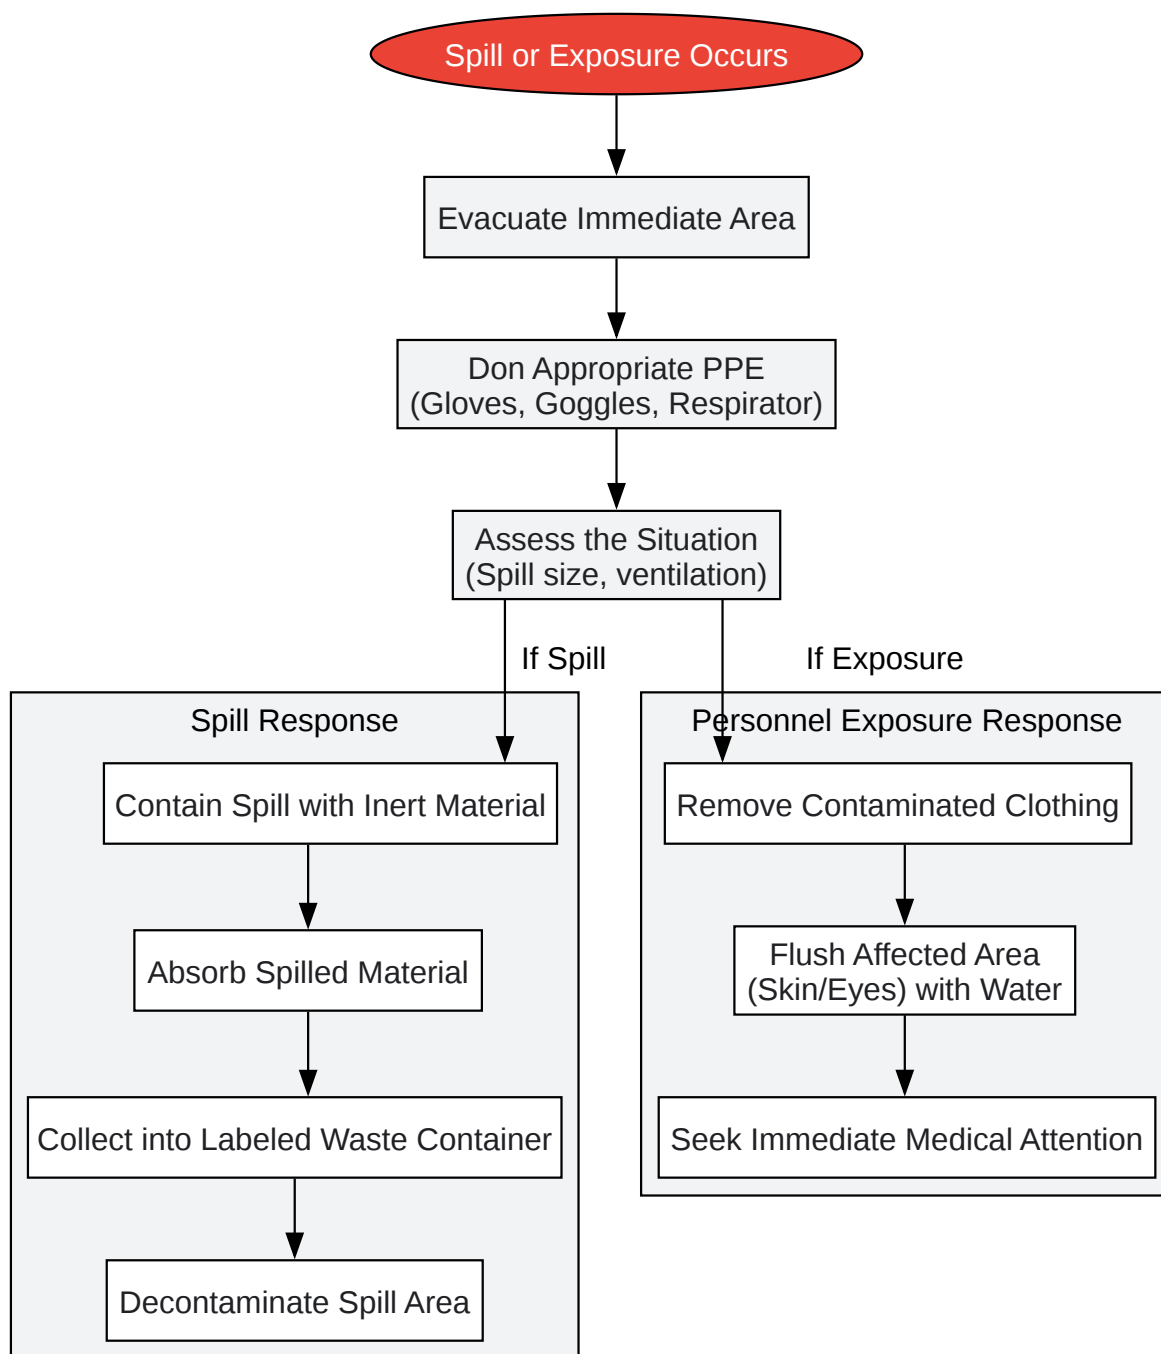 Spill or Exposure Occurs
Evacuate Immediate Area
Don Appropriate PPE
(Gloves, Goggles, Respirator)
Assess the Situation
(Spill size, ventilation)
If Spill
If Exposure
Spill Response
Contain Spill with Inert Material
Absorb Spilled Material
Collect into Labeled Waste Container
Decontaminate Spill Area
Personnel Exposure Response
Remove Contaminated Clothing
Flush Affected Area
(Skin/Eyes) with Water
Seek Immediate Medical Attention